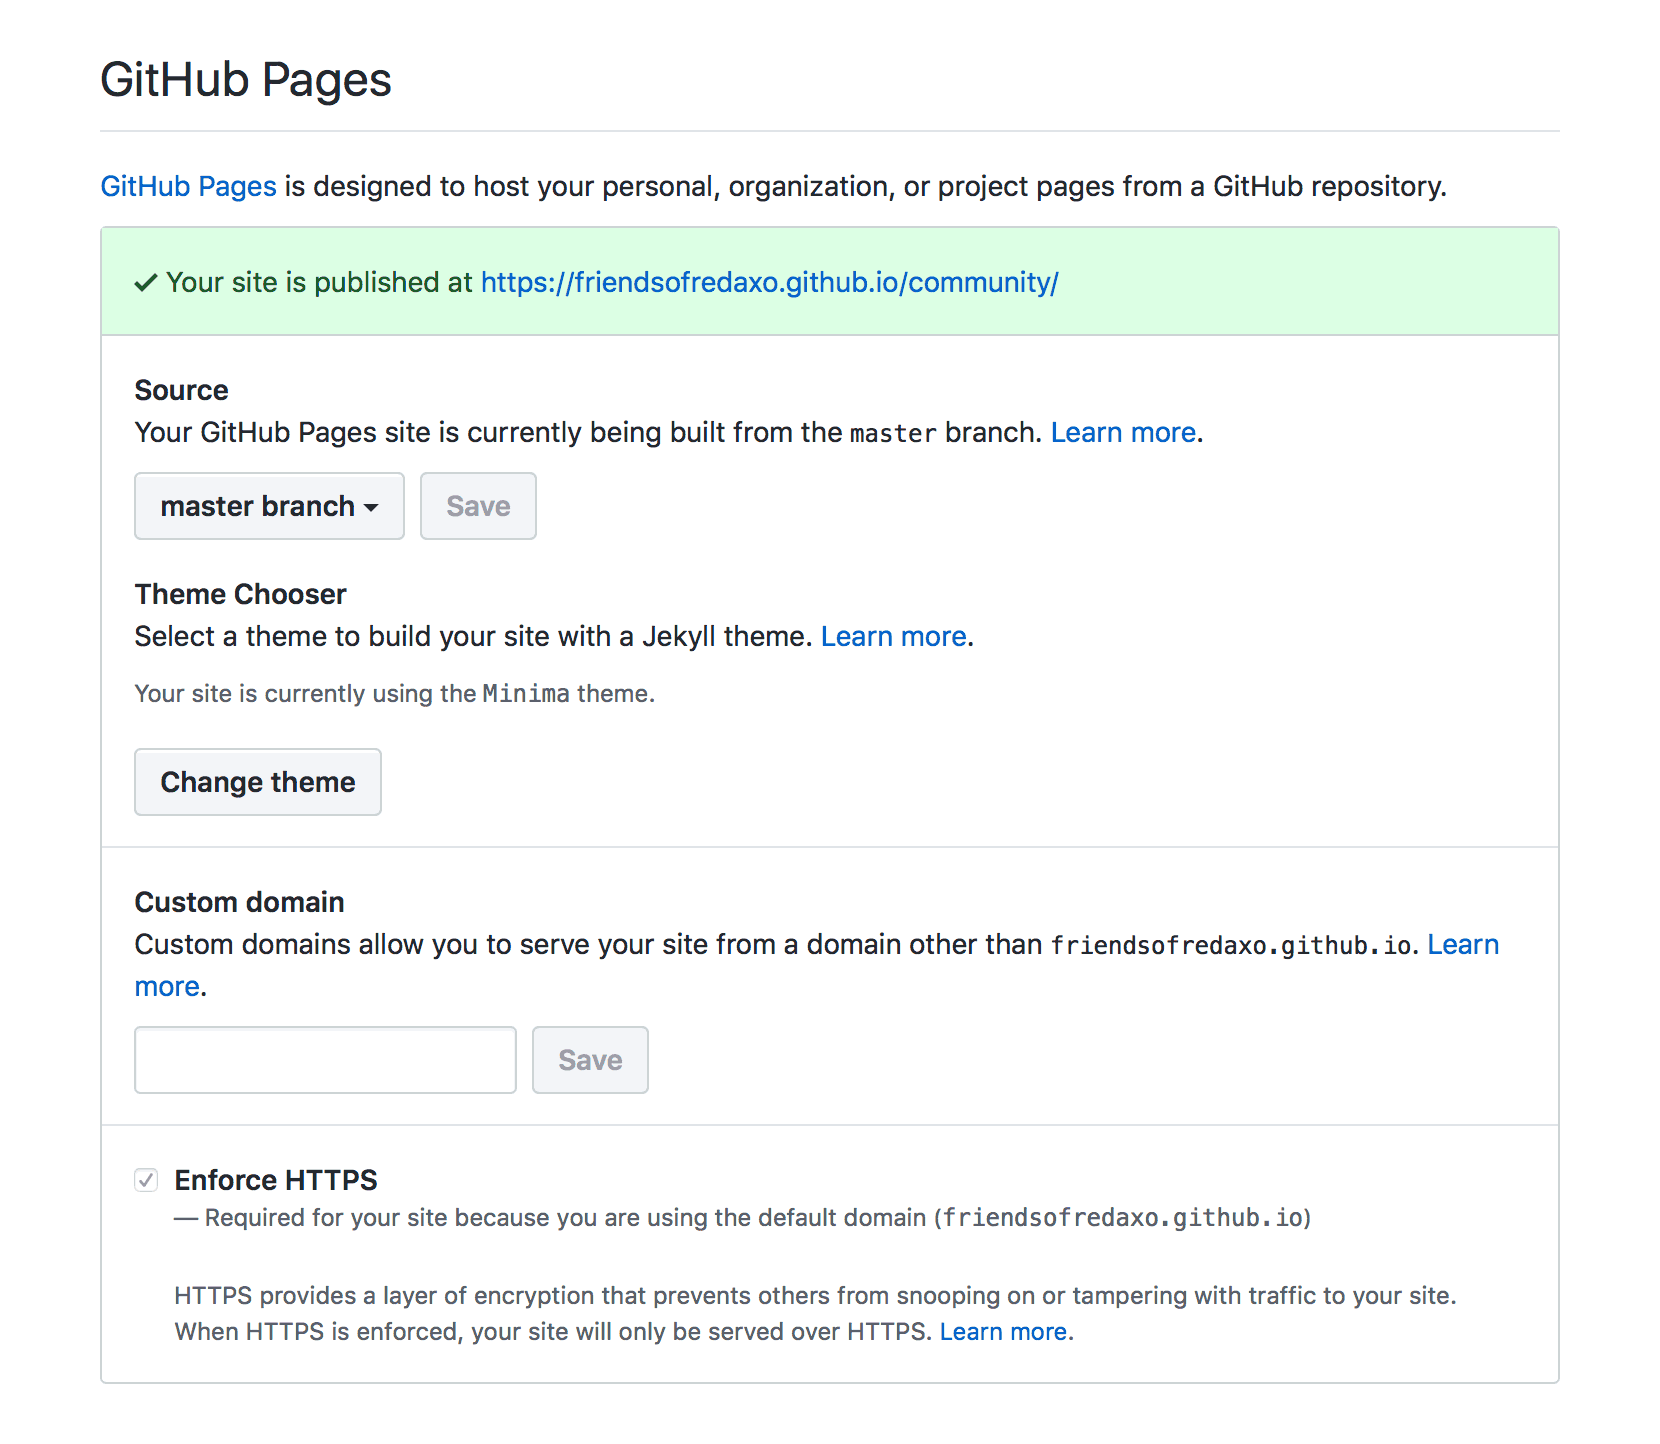 GitHub Pages
GitHub Pages is designed to host your personal, organization, or project pages from a GitHub repository.
Your site is published at https://friendsofredaxo.github.io/community/
Source
Your GitHub Pages site is currently being built from the master branch. Learn more.
master branch
Save
Theme Chooser
Select a theme to build your site with a Jekyll theme. Learn more.
Your site is currently using the Minima theme.
Change theme
Custom domain
Custom domains allow you to serve your site from a domain other than friendsofredaxo.github.io. Learn
more.
Save
Enforce HTTPS
— Required for your site because you are using the default domain (friendsofredaxo.github.io)
HTTPS provides a layer of encryption that prevents others from snooping on or tampering with traffic to your site.
When HTTPS is enforced, your site will only be served over HTTPS. Learn more.